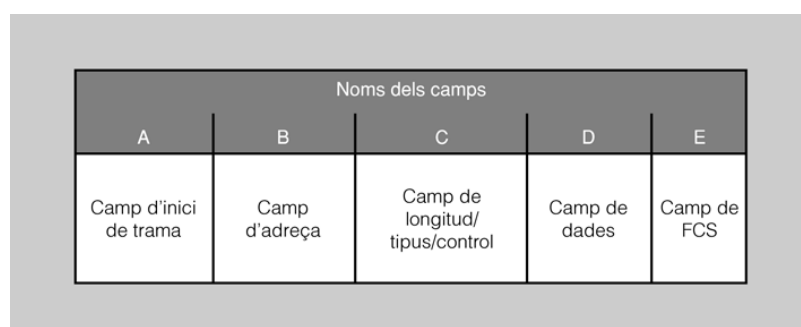 Noms dels camps
A B C D E
Camp d'inici
de trama
Camp
d'adreça
Camp de
longitud/
tipus/control
Camp de
dades
Camp de
FCS